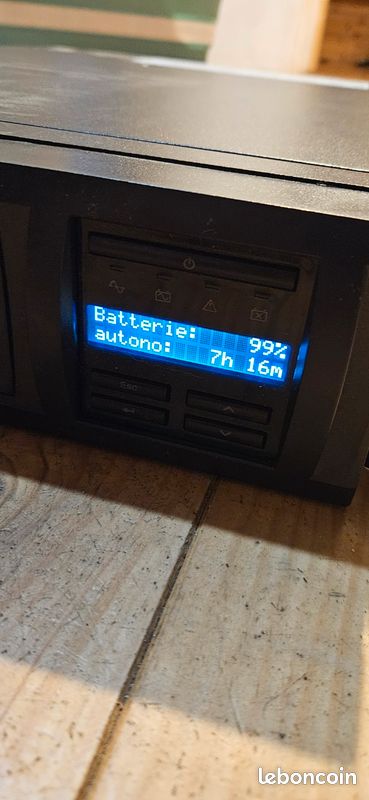 Batterie: 99%
autono: 7h 16m
Esc
leboncoin